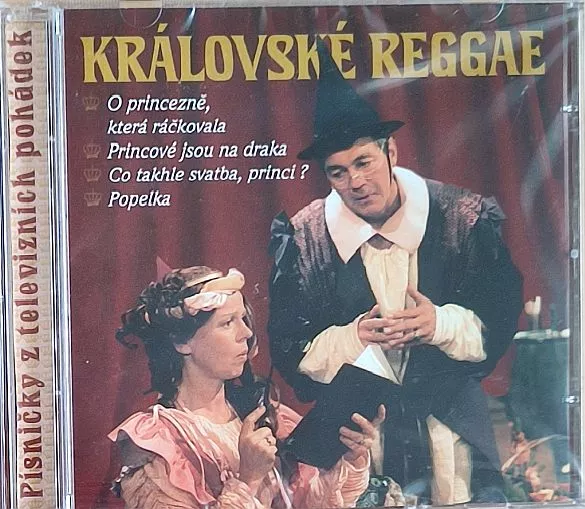 KRÁLOVSKÉ REGGAE
O princezně,
která ráčkovala
Princové jsou na draka
Co takhle svatba, princi ?
Popelka
Písničky z televizních pohádek